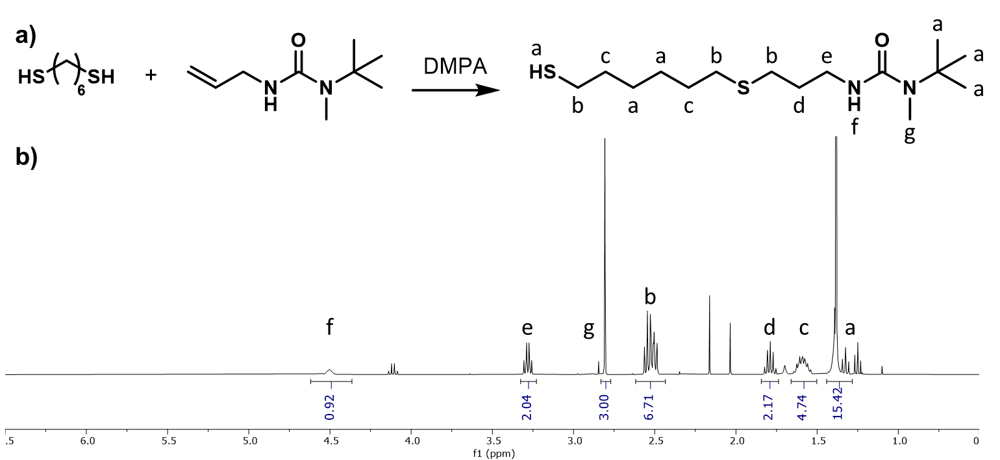 a)
HS ( )6 SH + O N H N DMPA a HS b c a a c b S b d e N H f O N g a a a
b)
f e g b d c a
0.92 2.04 3.00 6.71 2.17 4.74 15.42
.5 6.0 5.5 5.0 4.5 4.0 3.5 3.0 2.5 2.0 1.5 1.0 0
f1 (ppm)